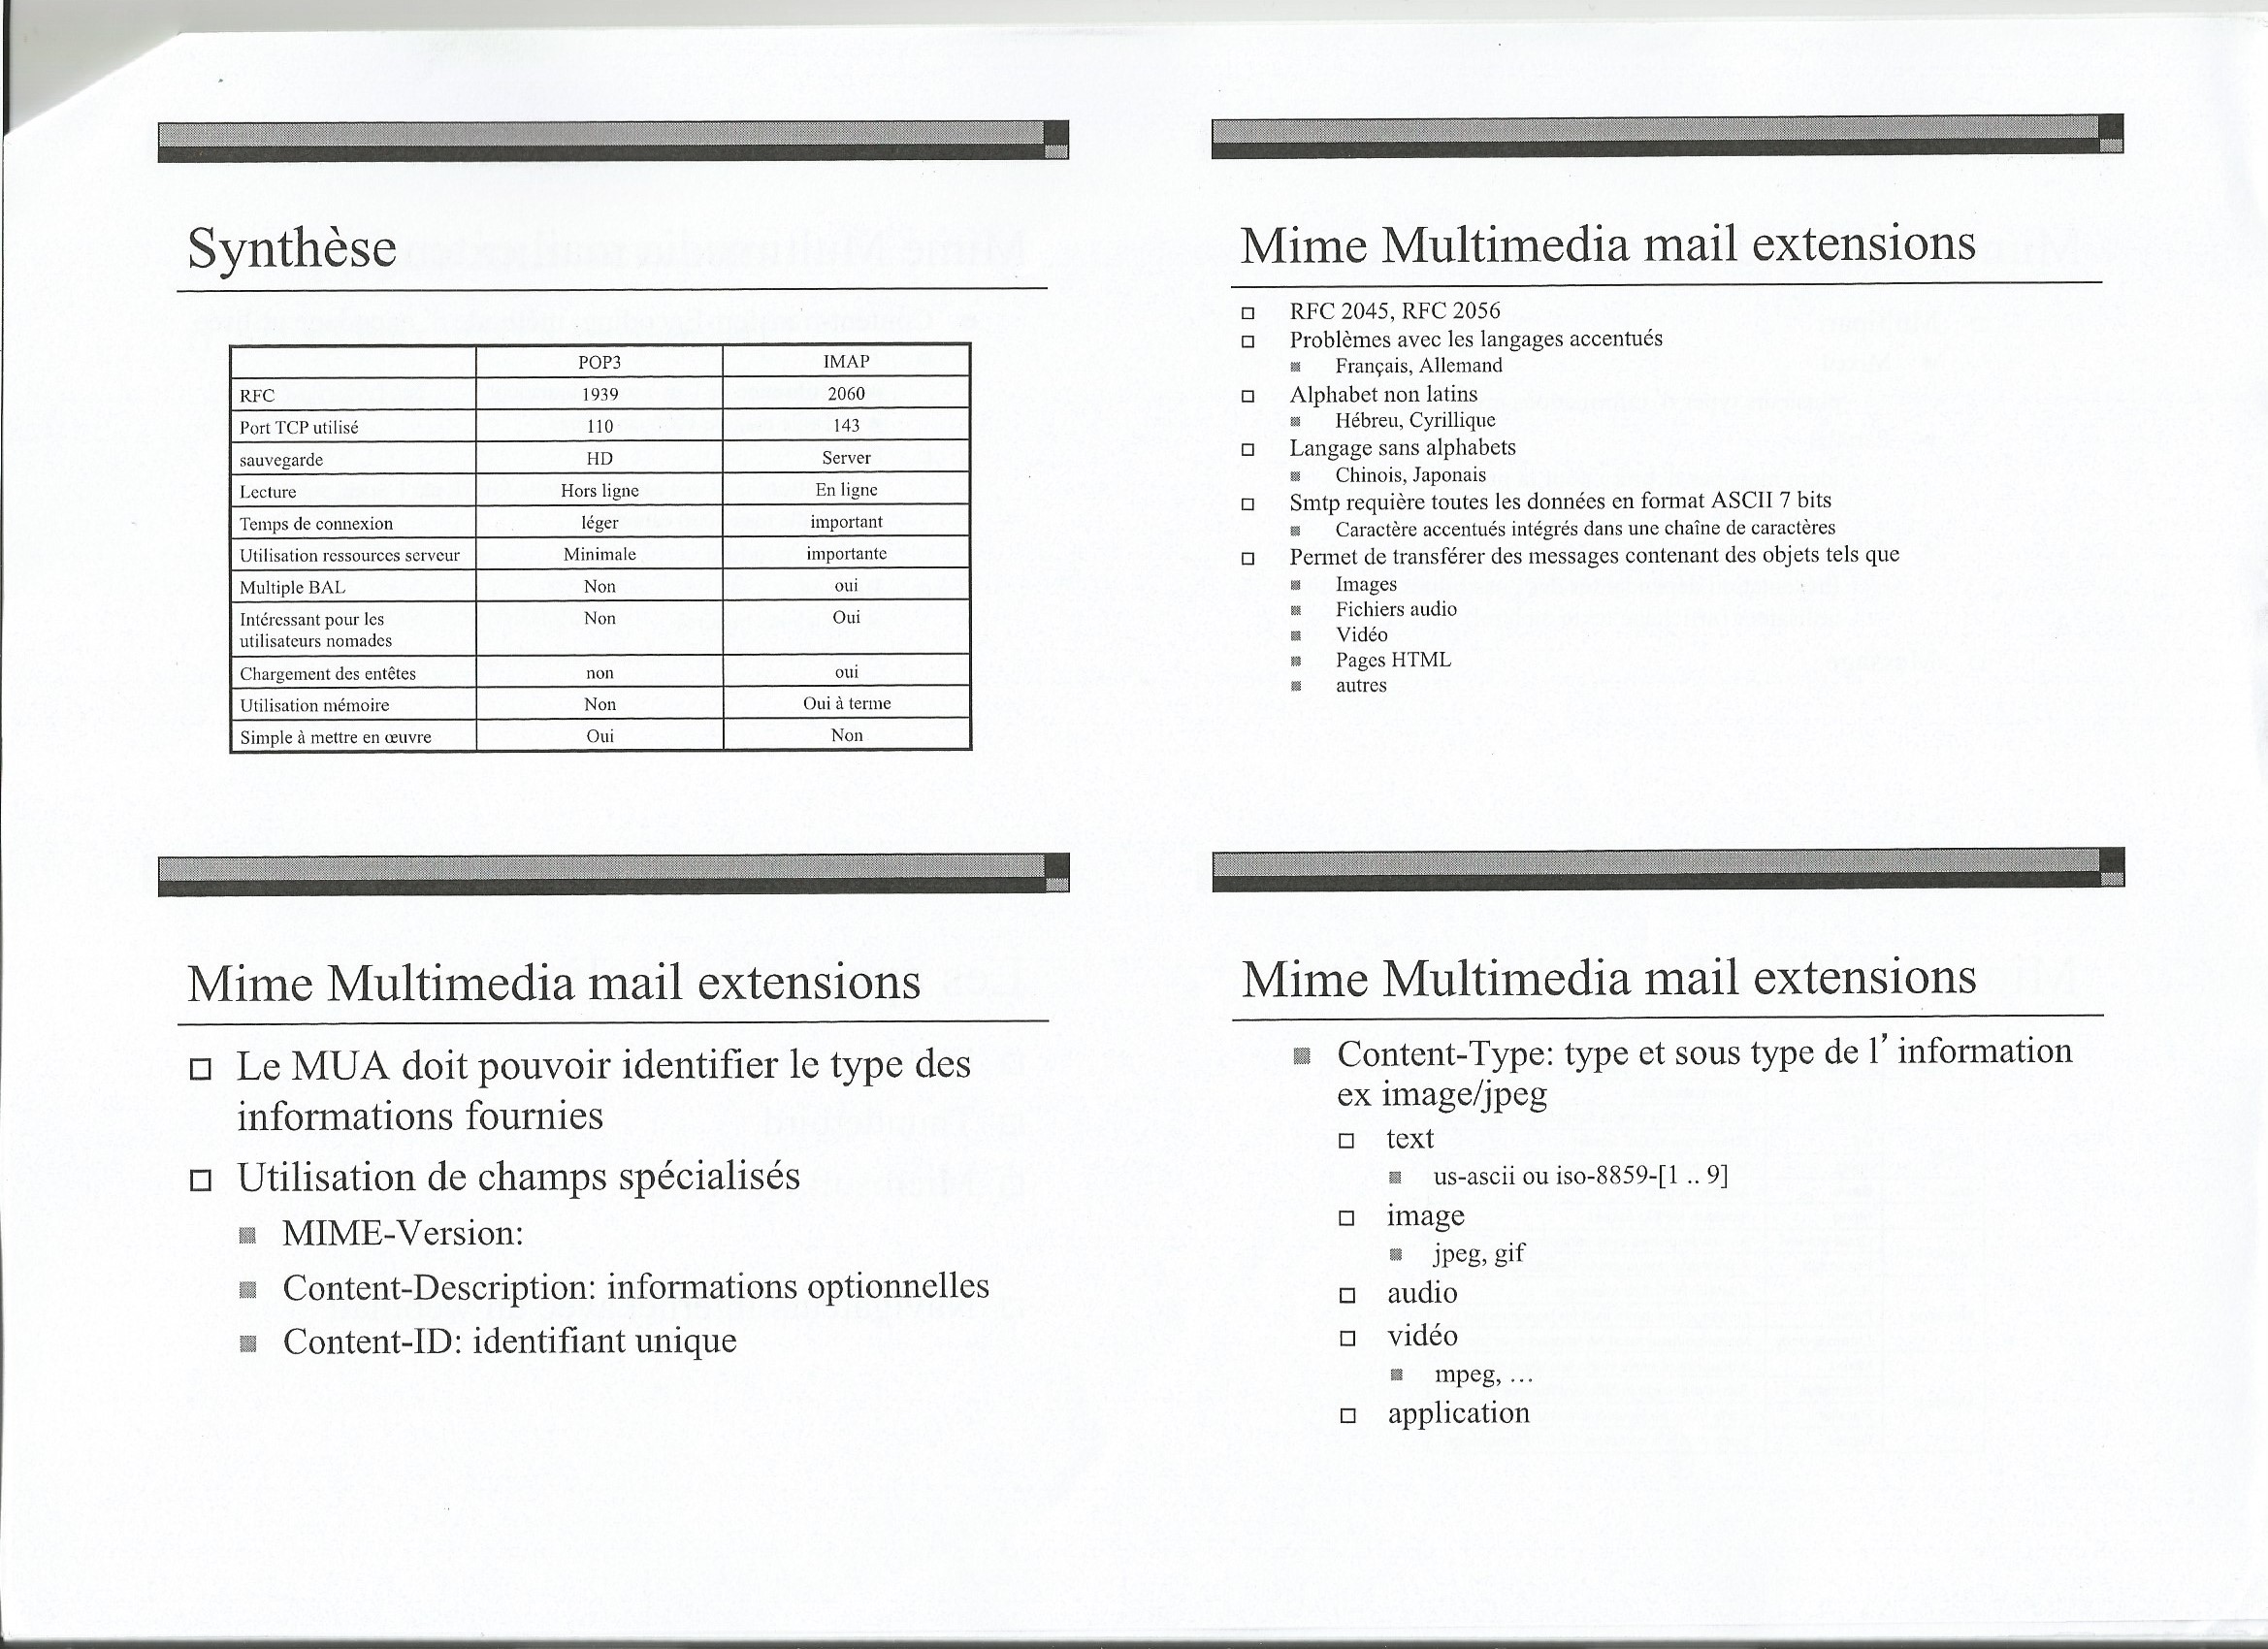 Synthèse
POP3 IMAP
RFC 1939 2060
Port TCP utilisé 110 143
sauvegarde HD Server
Lecture Hors ligne En ligne
Temps de connexion léger important
Utilisation ressources serveur Minimale importante
Multiple BAL Non oui
Intéressant pour les Non Oui
utilisateurs nomades
Chargement des entêtes non oui
Utilisation mémoire Non Oui à terme
Simple à mettre en œuvre Oui Non
Mime Multimedia mail extensions
RFC 2045, RFC 2056
Problèmes avec les langages accentués
Français, Allemand
Alphabet non latins
Hébreu, Cyrillique
Langage sans alphabets
Chinois, Japonais
Smtp requière toutes les données en format ASCII 7 bits
Caractère accentués intégrés dans une chaîne de caractères
Permet de transférer des messages contenant des objets tels que
Images
Fichiers audio
Vidéo
Pages HTML
autres
Mime Multimedia mail extensions
Le MUA doit pouvoir identifier le type des
informations fournies
Utilisation de champs spécialisés
MIME-Version:
Content-Description: informations optionnelles
Content-ID: identifiant unique
Mime Multimedia mail extensions
Content-Type: type et sous type de l’ information
ex image/jpeg
text
us-ascii ou iso-8859-[1 .. 9]
image
jpeg, gif
audio
vidéo
mpeg, …
application